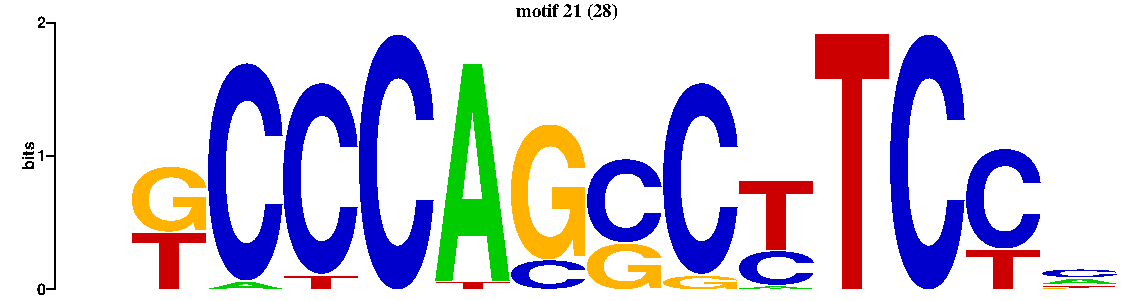 motif 21 (28)
2
bits
1
0
G C C C A G C C T T C C C
T A T T C G G C T A
A